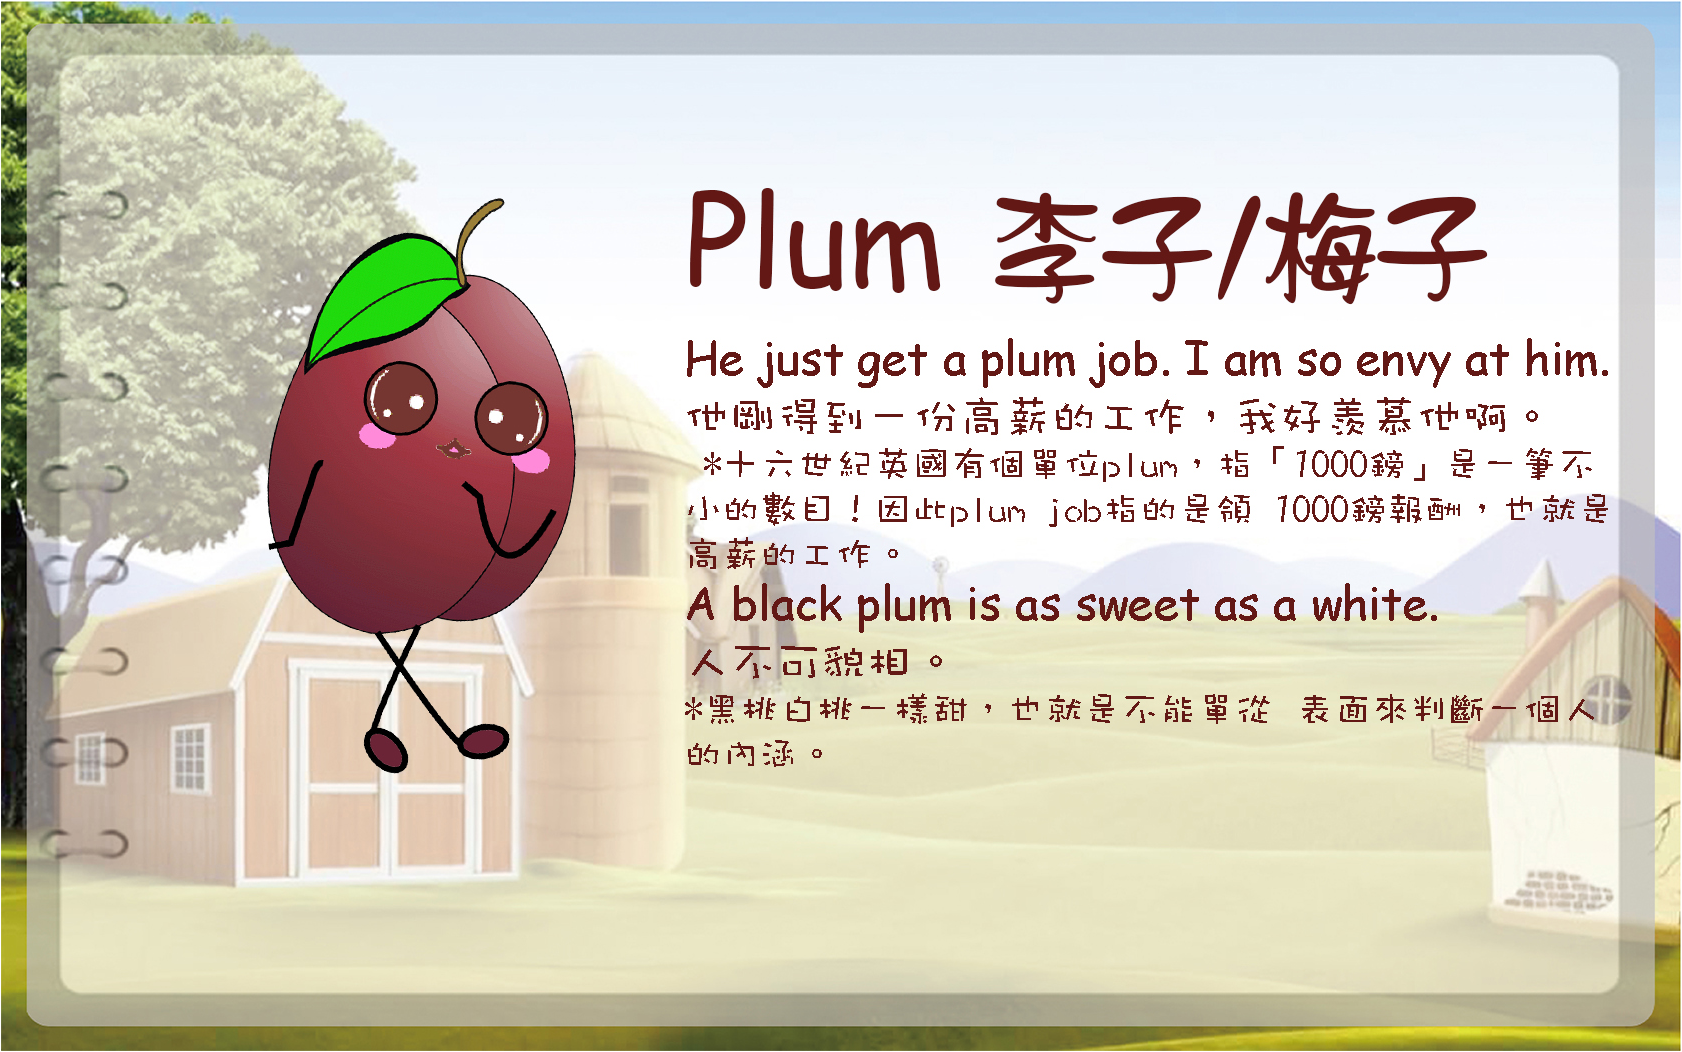 Plum 李子/梅子
He just get a plum job. I am so envy at him.
他剛得到一份高薪的工作，我好羨慕他啊。
*十六世紀英國有個單位plum，指「1000鎊」是一筆不
小的數目！因此plum job指的是領 1000鎊報酬，也就是
高薪的工作。
A black plum is as sweet as a white.
人不可貌相。
*黑桃白桃一樣甜，也就是不能單從 表面來判斷一個人
的內涵。